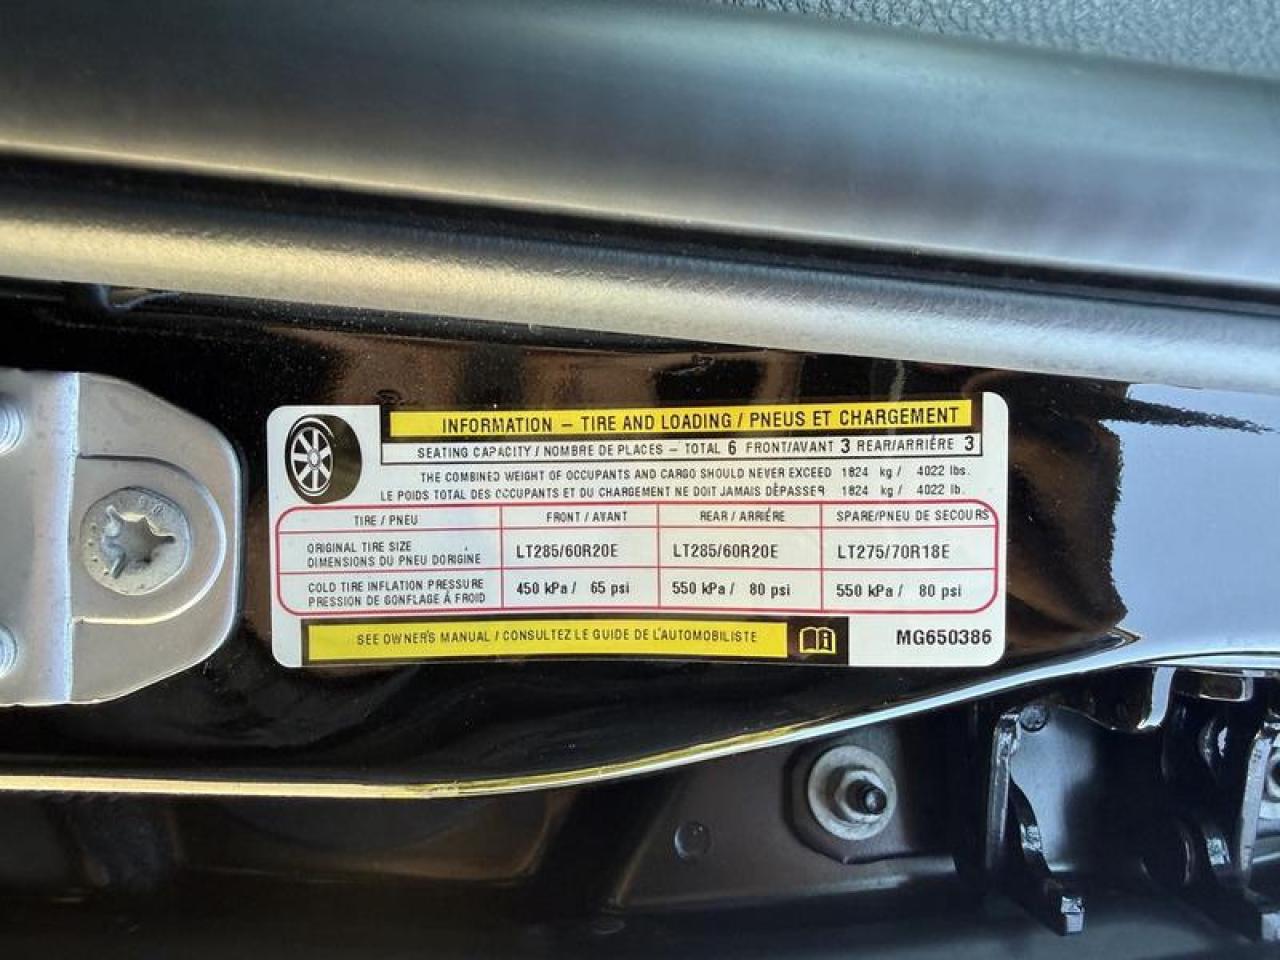 INFORMATION – TIRE AND LOADING / PNEUS ET CHARGEMENT
SEATING CAPACITY / NOMBRE DE PLACES – TOTAL 6 FRONT/AVANT 3 REAR/ARRIÉRE 3
THE COMBINED WEIGHT OF OCCUPANTS AND CARGO SHOULD NEVER EXCEED 1824 kg / 4022 lbs.
LE POIDS TOTAL DES OCCUPANTS ET DU CHARGEMENT NE DOIT JAMAIS DÉPASSER 1824 kg / 4022 lb.
TIRE / PNEU FRONT / AVANT REAR / ARRIÉRE SPARE/PNEU DE SECOURS
ORIGINAL TIRE SIZE
DIMENSIONS DU PNEU DORIGINE LT285/60R20E LT285/60R20E LT275/70R18E
COLD TIRE INFLATION PRESSURE
PRESSION DE GONFLAGE Á FROID 450 kPa / 65 psi 550 kPa / 80 psi 550 kPa / 80 psi
SEE OWNER'S MANUAL / CONSULTEZ LE GUIDE DE L'AUTOMOBILISTE
MG650386